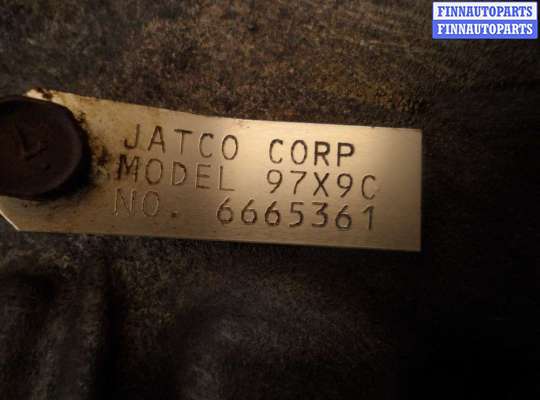 FINNAUTOPARTS
FINNAUTOPARTS
JATCO CORP
MODEL 97X9C
NO. 6665361